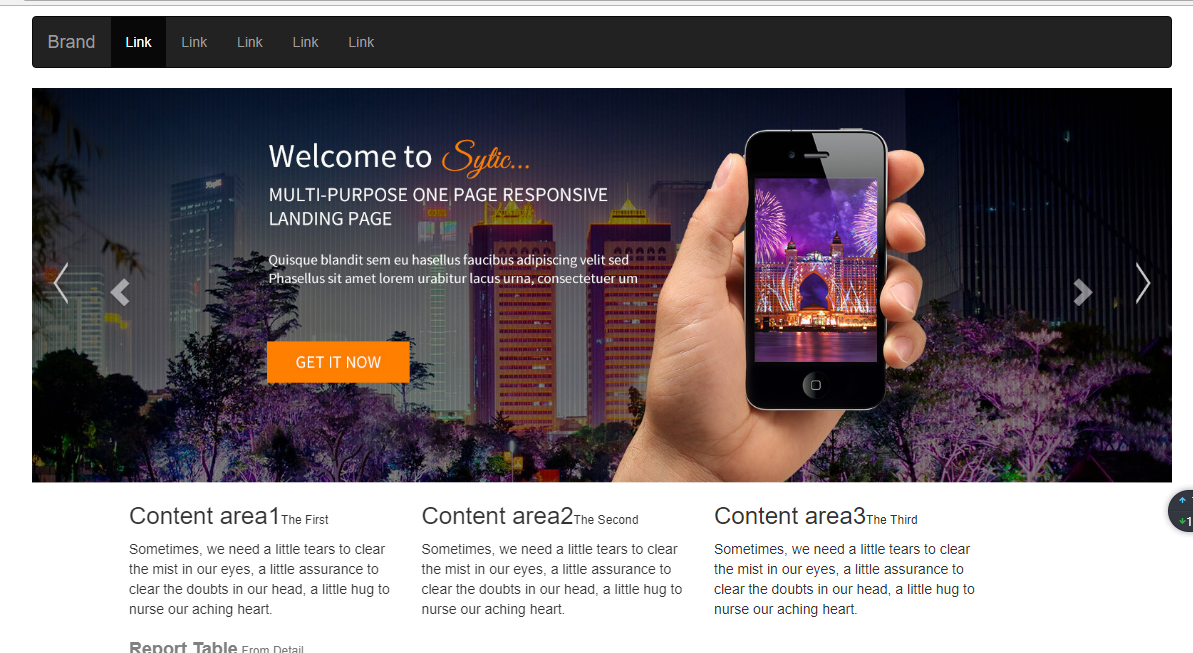 Brand Link Link Link Link Link
Welcome to Sytic...
MULTI-PURPOSE ONE PAGE RESPONSIVE
LANDING PAGE
Quisque blandit sem eu hasellus faucibus adipiscing velit sed
Phasellus sit amet lorem urabitur lacus urna, consectetuer um
GET IT NOW
Content area1The First
Sometimes, we need a little tears to clear
the mist in our eyes, a little assurance to
clear the doubts in our head, a little hug to
nurse our aching heart.
Content area2The Second
Sometimes, we need a little tears to clear
the mist in our eyes, a little assurance to
clear the doubts in our head, a little hug to
nurse our aching heart.
Content area3The Third
Sometimes, we need a little tears to clear
the mist in our eyes, a little assurance to
clear the doubts in our head, a little hug to
nurse our aching heart.
Report Table From Detail